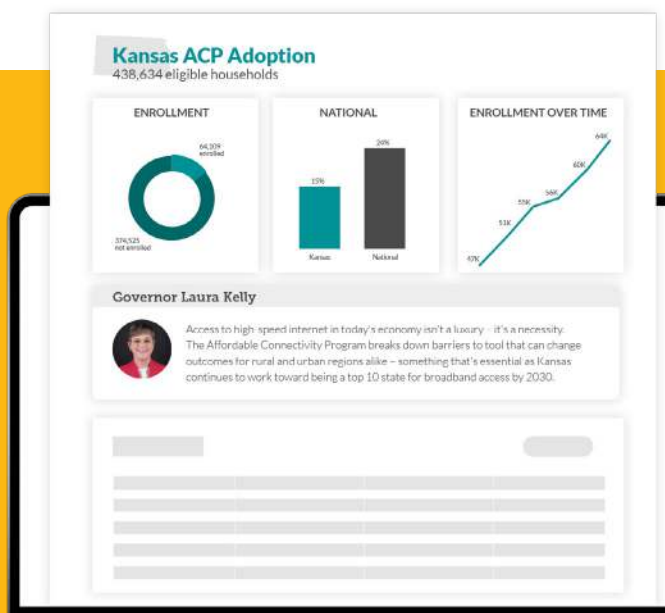 Kansas ACP Adoption
438,634 eligible households
ENROLLMENT
64,109
enrolled
374,525
not enrolled
NATIONAL
15%
24%
Kansas
National
ENROLLMENT OVER TIME
47K
51K
55K
56K
60K
64K
Governor Laura Kelly
Access to high-speed internet in today's economy isn't a luxury – it's a necessity.
The Affordable Connectivity Program breaks down barriers to tool that can change
outcomes for rural and urban regions alike – something that's essential as Kansas
continues to work toward being a top 10 state for broadband access by 2030.